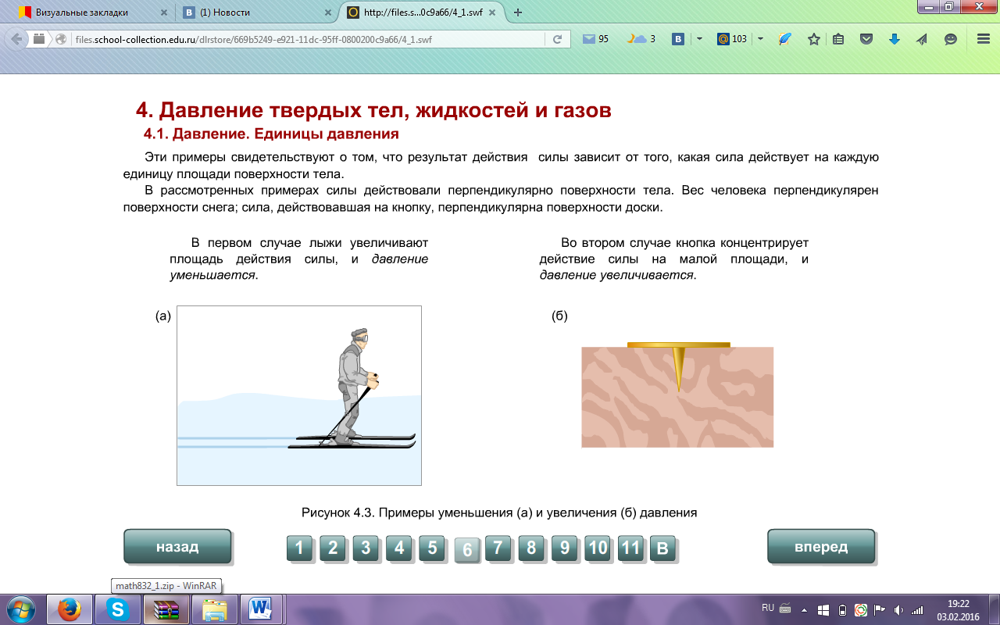 Визуальные закладки
(1) Новости
http://files.s...0c9a66/4_1.swf
files.school-collection.edu.ru/dlrstore/669b5249-e921-11dc-95ff-0800200c9a66/4_1.swf
95
3
В
103
4. Давление твердых тел, жидкостей и газов
4.1. Давление. Единицы давления
Эти примеры свидетельствуют о том, что результат действия силы зависит от того, какая сила действует на каждую
единицу площади поверхности тела.
В рассмотренных примерах силы действовали перпендикулярно поверхности тела. Вес человека перпендикулярен
поверхности снега; сила, действовавшая на кнопку, перпендикулярна поверхности доски.
В первом случае лыжи увеличивают
площадь действия силы, и давление
уменьшается.
Во втором случае кнопка концентрирует
действие силы на малой площади, и
давление увеличивается.
(а)
(б)
Рисунок 4.3. Примеры уменьшения (а) и увеличения (б) давления
назад
1 2 3 4 5 6 7 8 9 10 11 В
вперед
math832_1.zip - WinRAR
RU
19:22
03.02.2016